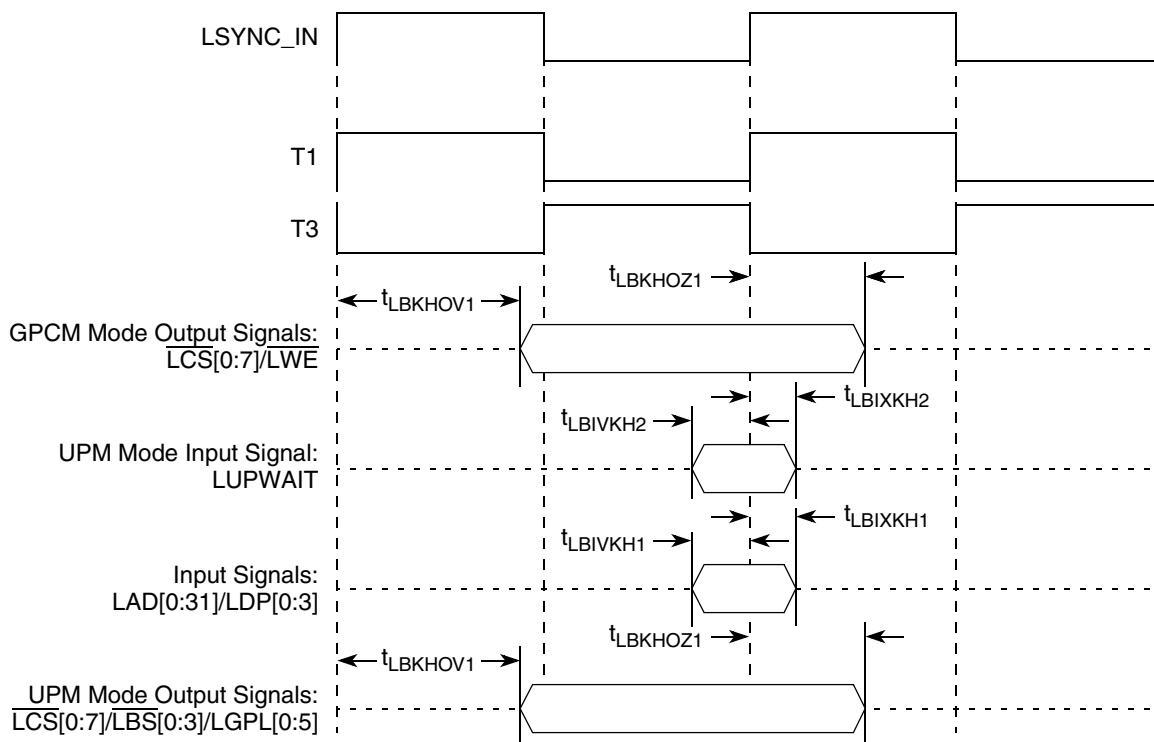 LSYNC_IN
T1
T3
tLBKHOZ1
tLBKHOV1
GPCM Mode Output Signals:
LCS[0:7]/LWE
tLBIXKH2
tLBIVKH2
UPM Mode Input Signal:
LUPWAIT
tLBIXKH1
tLBIVKH1
Input Signals:
LAD[0:31]/LDP[0:3]
tLBKHOZ1
tLBKHOV1
UPM Mode Output Signals:
LCS[0:7]/LBS[0:3]/LGPL[0:5]